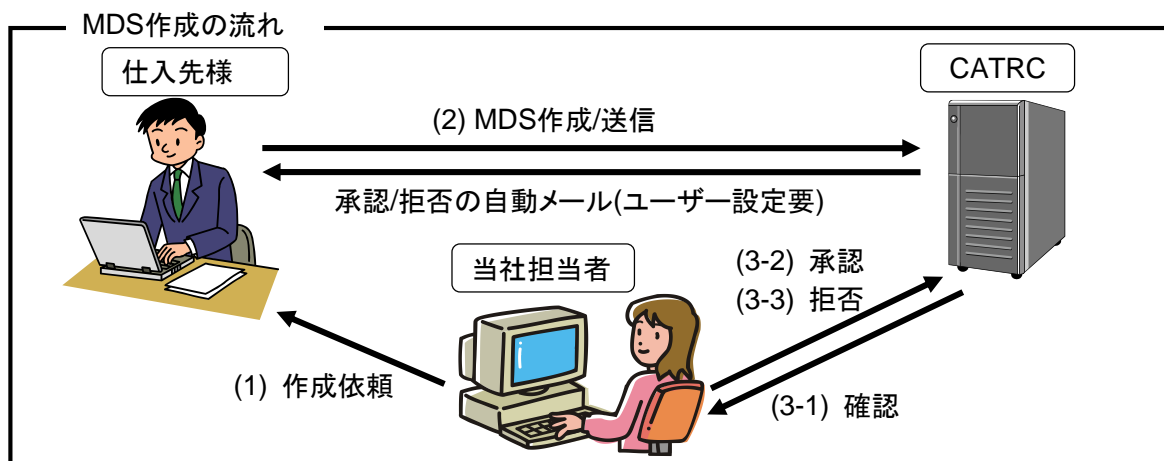 MDS作成の流れ
仕入先様
CATRC
(2) MDS作成/送信
承認/拒否の自動メール(ユーザー設定要)
当社担当者
(3-2) 承認
(3-3) 拒否
(1) 作成依頼
(3-1) 確認